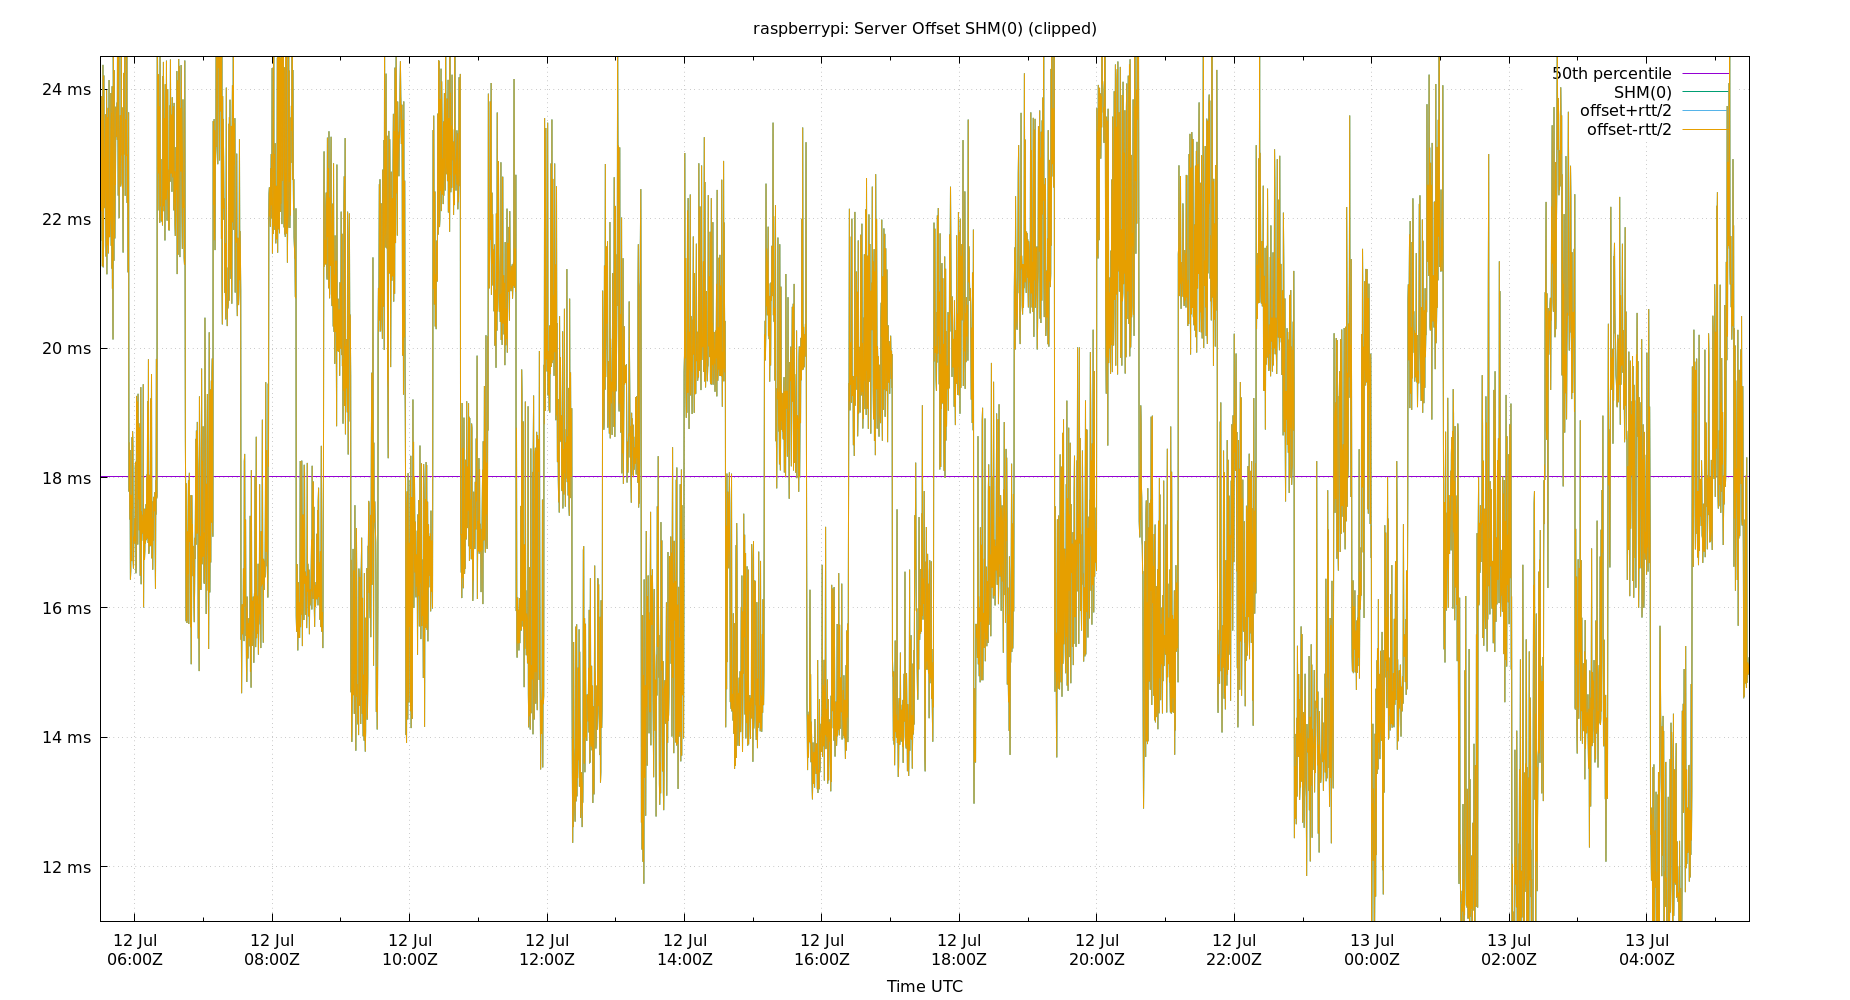 raspberrypi: Server Offset SHM(0) (clipped)
50th percentile
SHM(0)
offset+rtt/2
offset-rtt/2
24 ms
22 ms
20 ms
18 ms
16 ms
14 ms
12 ms
12 Jul 12 Jul 12 Jul 12 Jul 12 Jul 12 Jul 12 Jul 12 Jul 12 Jul 13 Jul 13 Jul 13 Jul
06:00Z 08:00Z 10:00Z 12:00Z 14:00Z 16:00Z 18:00Z 20:00Z 22:00Z 00:00Z 02:00Z 04:00Z
Time UTC